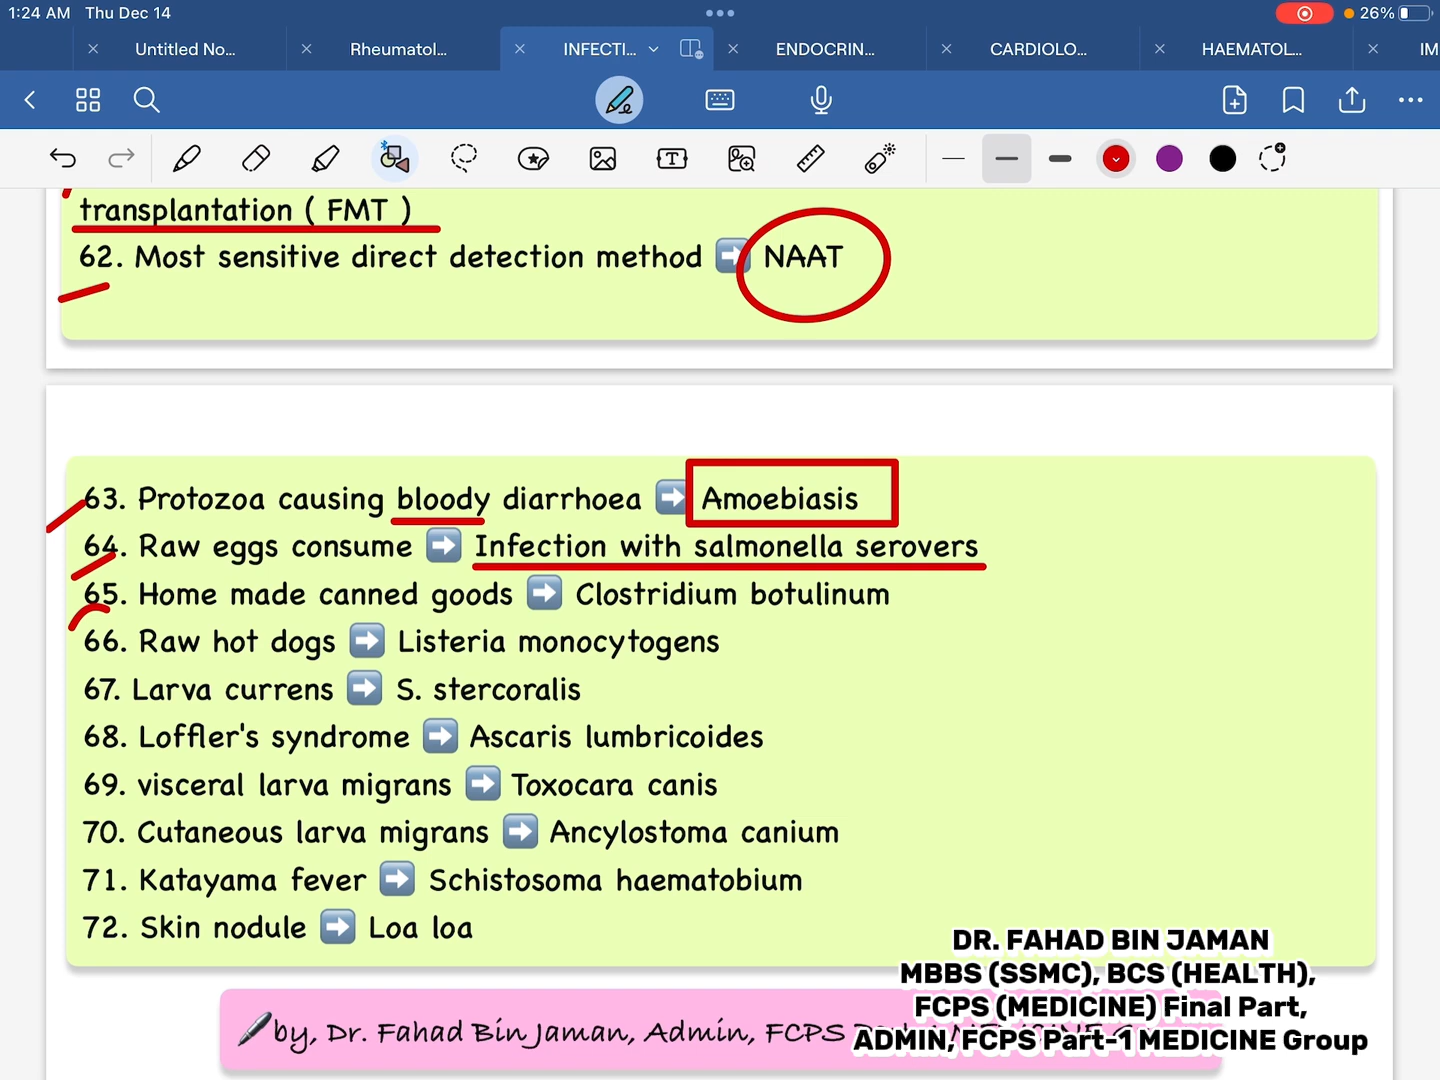 1:24 AM Thu Dec 14
26%
Untitled No...
Rheumatol...
INFECTI...
ENDOCRIN...
CARDIOLO...
HAEMATOL...
IM
transplantation ( FMT )
62. Most sensitive direct detection method ➡️ NAAT
63. Protozoa causing bloody diarrhoea ➡️ Amoebiasis
64. Raw eggs consume ➡️ Infection with salmonella serovers
65. Home made canned goods ➡️ Clostridium botulinum
66. Raw hot dogs ➡️ Listeria monocytogens
67. Larva currens ➡️ S. stercoralis
68. Loffler's syndrome ➡️ Ascaris lumbricoides
69. visceral larva migrans ➡️ Toxocara canis
70. Cutaneous larva migrans ➡️ Ancylostoma canium
71. Katayama fever ➡️ Schistosoma haematobium
72. Skin nodule ➡️ Loa loa
DR. FAHAD BIN JAMAN
MBBS (SSMC), BCS (HEALTH),
FCPS (MEDICINE) Final Part,
ADMIN, FCPS Part-1 MEDICINE Group
by, Dr. Fahad Bin Jaman, Admin, FCPS